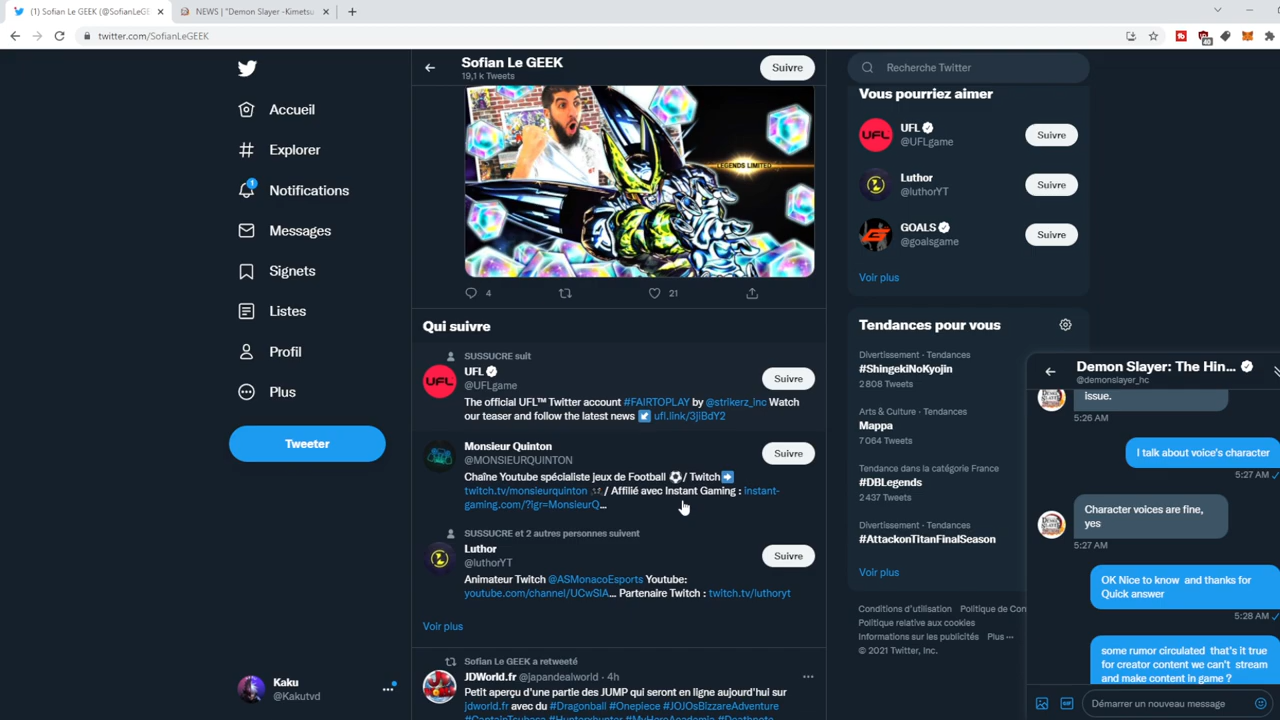 (1) Sofian Le GEEK (@SofianLeGE
NEWS | "Demon Slayer -Kimetsu
twitter.com/SofianLeGEEK
40
Sofian Le GEEK
19,1 k Tweets
Suivre
Recherche Twitter
Accueil
Explorer
1
Notifications
Messages
Signets
Listes
Profil
Plus
Tweeter
Kaku
@Kakutvd
LEGENDS LIMITED
4
21
Qui suivre
SUSSUCRE suit
UFL
@UFLgame
Suivre
The official UFL™ Twitter account #FAIRTOPLAY by @strikerz_inc Watch
our teaser and follow the latest news ufl.link/3jiBdY2
Monsieur Quinton
@MONSIEURQUINTON
Suivre
Chaîne Youtube spécialiste jeux de Football ⚽/ Twitch➡
twitch.tv/monsieurquinton / Affilié avec Instant Gaming : instant-
gaming.com/?igr=MonsieurQ...
SUSSUCRE et 2 autres personnes suivent
Luthor
@luthorYT
Suivre
Animateur Twitch @ASMonacoEsports Youtube:
youtube.com/channel/UCwSIA... Partenaire Twitch : twitch.tv/luthoryt
Voir plus
Sofian Le GEEK a retweeté
JDWorld.fr @japandealworld · 4h
Petit aperçu d'une partie des JUMP qui seront en ligne aujourd'hui sur
jdworld.fr avec du #Dragonball #Onepiece #JOJOsBizzareAdventure
#CaptainTsubasa #Hunterxhunter #MyHeroAcademia #Deathnote
Vous pourriez aimer
UFL
@UFLgame
Suivre
Luthor
@luthorYT
Suivre
GOALS
@goalsgame
Suivre
Voir plus
Tendances pour vous
Divertissement · Tendances
#ShingekiNoKyojin
2 808 Tweets
Arts & Culture · Tendances
Mappa
7 064 Tweets
Tendance dans la catégorie France
#DBLegends
2 437 Tweets
Divertissement · Tendances
#AttackonTitanFinalSeason
Voir plus
Conditions d'utilisation Politique de Con
Politique relative aux cookies
Informations sur les publicités Plus ···
© 2021 Twitter, Inc.
Demon Slayer: The Hin...
@demonslayer_hc
issue.
5:26 AM
I talk about voice's character
5:27 AM
Character voices are fine,
yes
5:27 AM
OK Nice to know and thanks for
Quick answer
5:28 AM
some rumor circulated that's it true
for creator content we can't stream
and make content in game ?
Démarrer un nouveau message